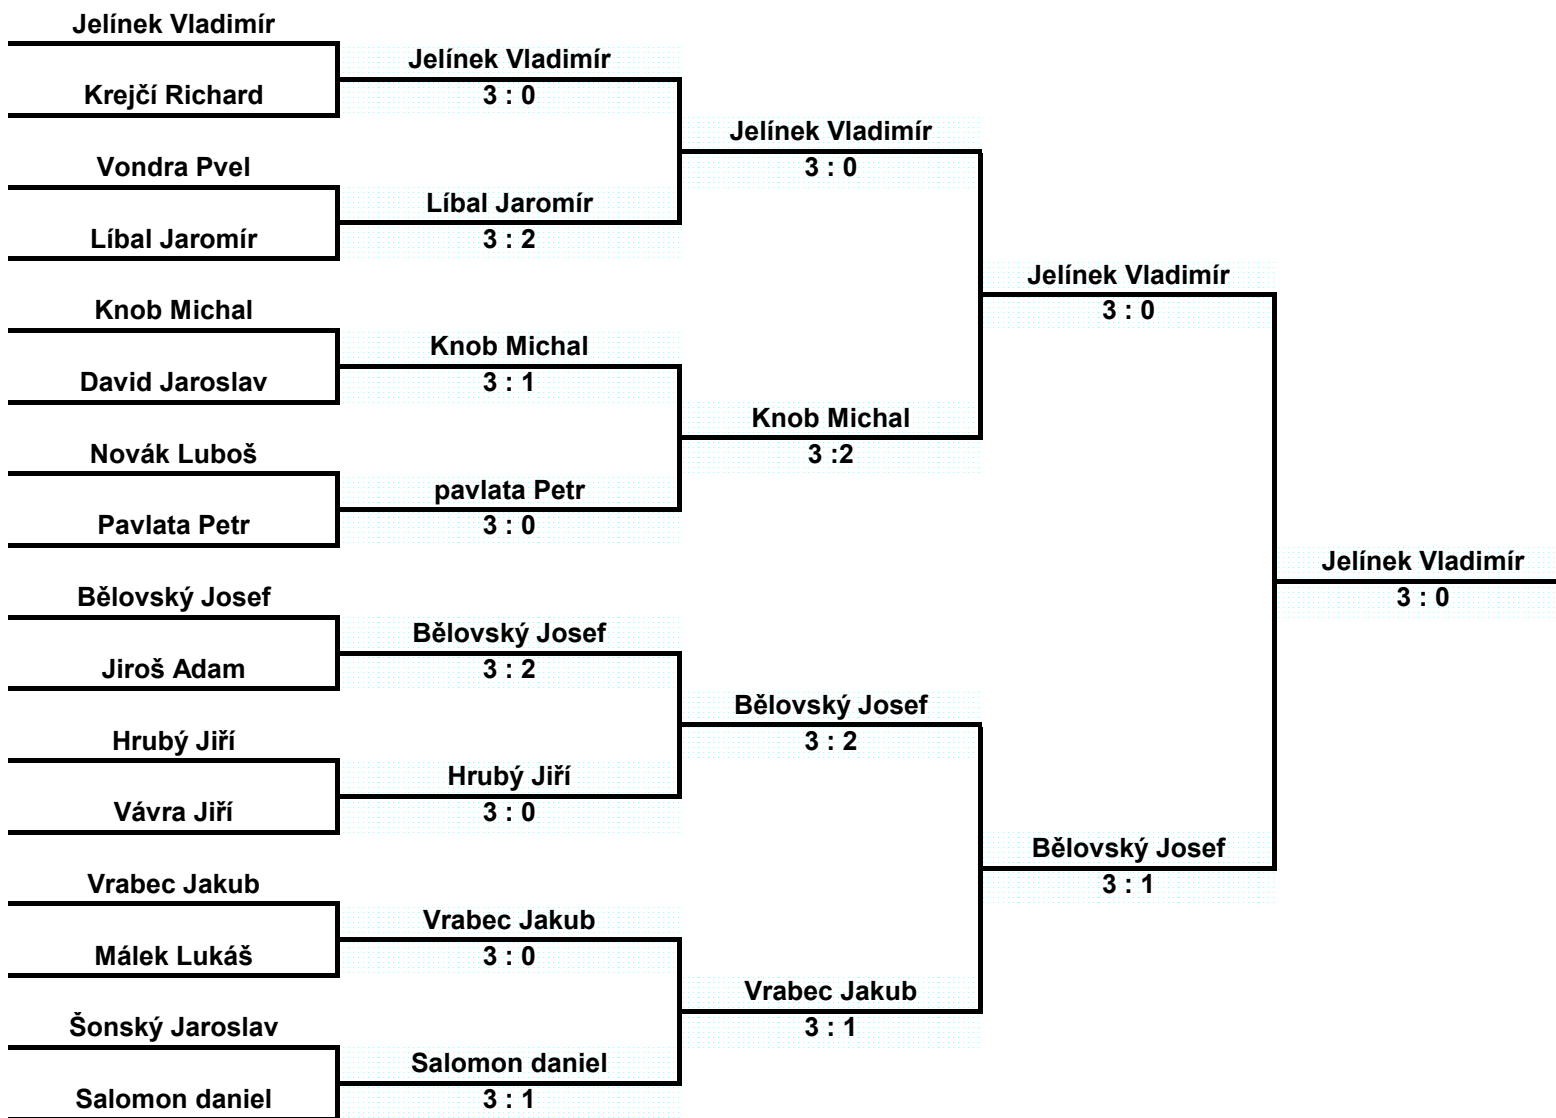 Jelínek Vladimír
Jelínek Vladimír
Krejčí Richard
3 : 0
Jelínek Vladimír
Vondra Pvel
3 : 0
Líbal Jaromír
Líbal Jaromír
3 : 2
Jelínek Vladimír
Knob Michal
3 : 0
Knob Michal
David Jaroslav
3 : 1
Knob Michal
Novák Luboš
3 :2
pavlata Petr
Pavlata Petr
3 : 0
Jelínek Vladimír
Bělovský Josef
3 : 0
Bělovský Josef
Jiroš Adam
3 : 2
Bělovský Josef
Hrubý Jiří
3 : 2
Hrubý Jiří
Vávra Jiří
3 : 0
Bělovský Josef
Vrabec Jakub
3 : 1
Vrabec Jakub
Málek Lukáš
3 : 0
Vrabec Jakub
Šonský Jaroslav
3 : 1
Salomon daniel
Salomon daniel
3 : 1